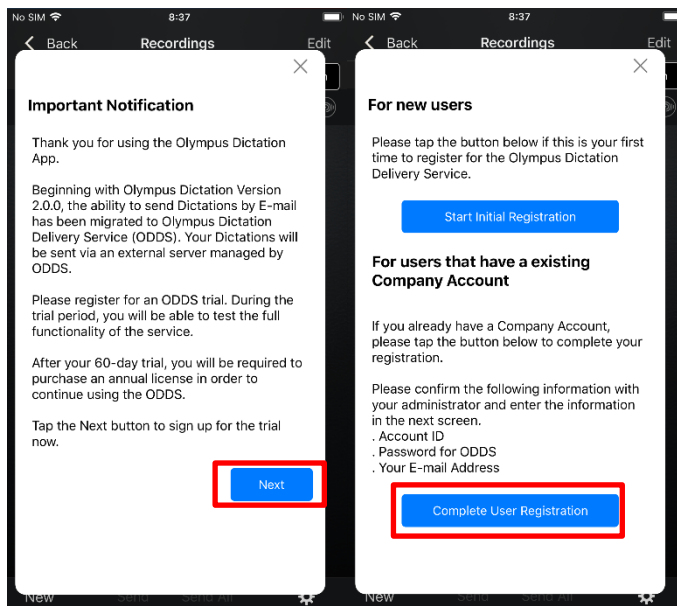 No SIM 8:37
Back Recordings Edit
Important Notification
Thank you for using the Olympus Dictation
App.
Beginning with Olympus Dictation Version
2.0.0, the ability to send Dictations by E-mail
has been migrated to Olympus Dictation
Delivery Service (ODDS). Your Dictations will
be sent via an external server managed by
ODDS.
Please register for an ODDS trial. During the
trial period, you will be able to test the full
functionality of the service.
After your 60-day trial, you will be required to
purchase an annual license in order to
continue using the ODDS.
Tap the Next button to sign up for the trial
now.
Next
New Send Send All
No SIM 8:37
Back Recordings Edit
For new users
Please tap the button below if this is your first
time to register for the Olympus Dictation
Delivery Service.
Start Initial Registration
For users that have a existing
Company Account
If you already have a Company Account,
please tap the button below to complete your
registration.
Please confirm the following information with
your administrator and enter the information
in the next screen.
. Account ID
. Password for ODDS
. Your E-mail Address
Complete User Registration
New Send Send All